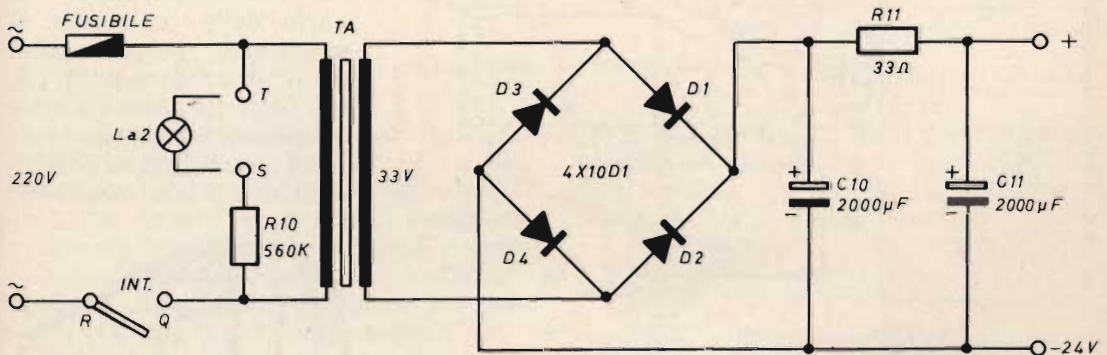 FUSIBILE
TA
R11
33Ω
+
~
T
La2
S
220V
R10
560K
INT.
R
Q
~
33V
D3
D1
4X10D1
D4
D2
+
C10
2000µF
-
+
C11
2000µF
-
-24V